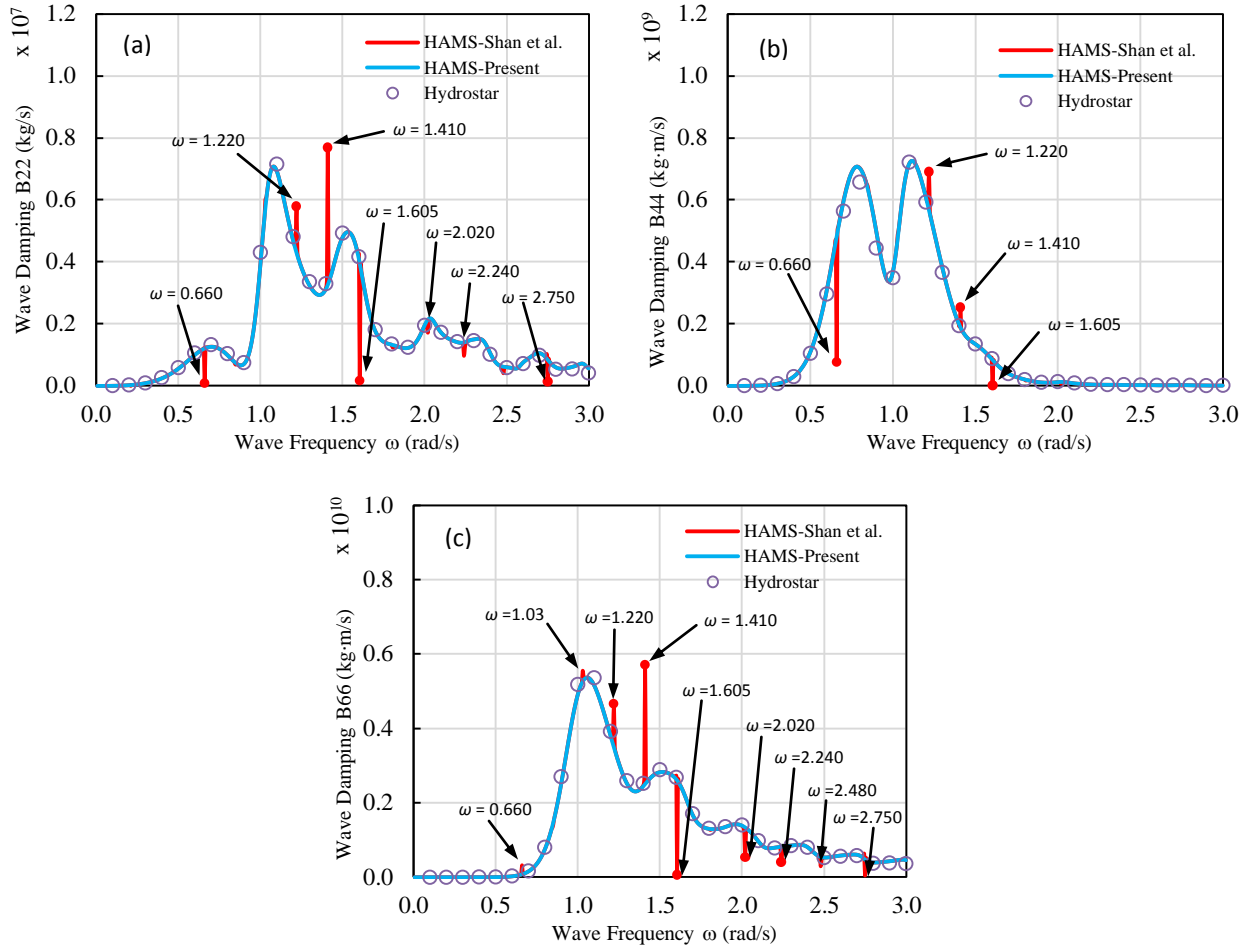 x 10⁷
Wave Damping B22 (kg/s)
1.2
1.0
0.8
0.6
0.4
0.2
0.0
(a)
HAMS-Shan et al.
HAMS-Present
Hydrostar
ω = 1.220
ω = 1.410
ω = 1.605
ω = 2.020
ω = 2.240
ω = 2.750
ω = 0.660
0.0 0.5 1.0 1.5 2.0 2.5 3.0
Wave Frequency ω (rad/s)
x 10⁹
Wave Damping B44 (kg·m/s)
1.2
1.0
0.8
0.6
0.4
0.2
0.0
(b)
HAMS-Shan et al.
HAMS-Present
Hydrostar
ω = 1.220
ω = 1.410
ω = 0.660
ω = 1.605
0.0 0.5 1.0 1.5 2.0 2.5 3.0
Wave Frequency ω (rad/s)
x 10¹⁰
Wave Damping B66 (kg·m/s)
1.0
0.8
0.6
0.4
0.2
0.0
(c)
HAMS-Shan et al.
HAMS-Present
Hydrostar
ω =1.03
ω =1.220
ω = 1.410
ω = 1.605
ω = 2.020
ω = 2.240
ω = 2.480
ω =2.750
ω = 0.660
0.0 0.5 1.0 1.5 2.0 2.5 3.0
Wave Frequency ω (rad/s)